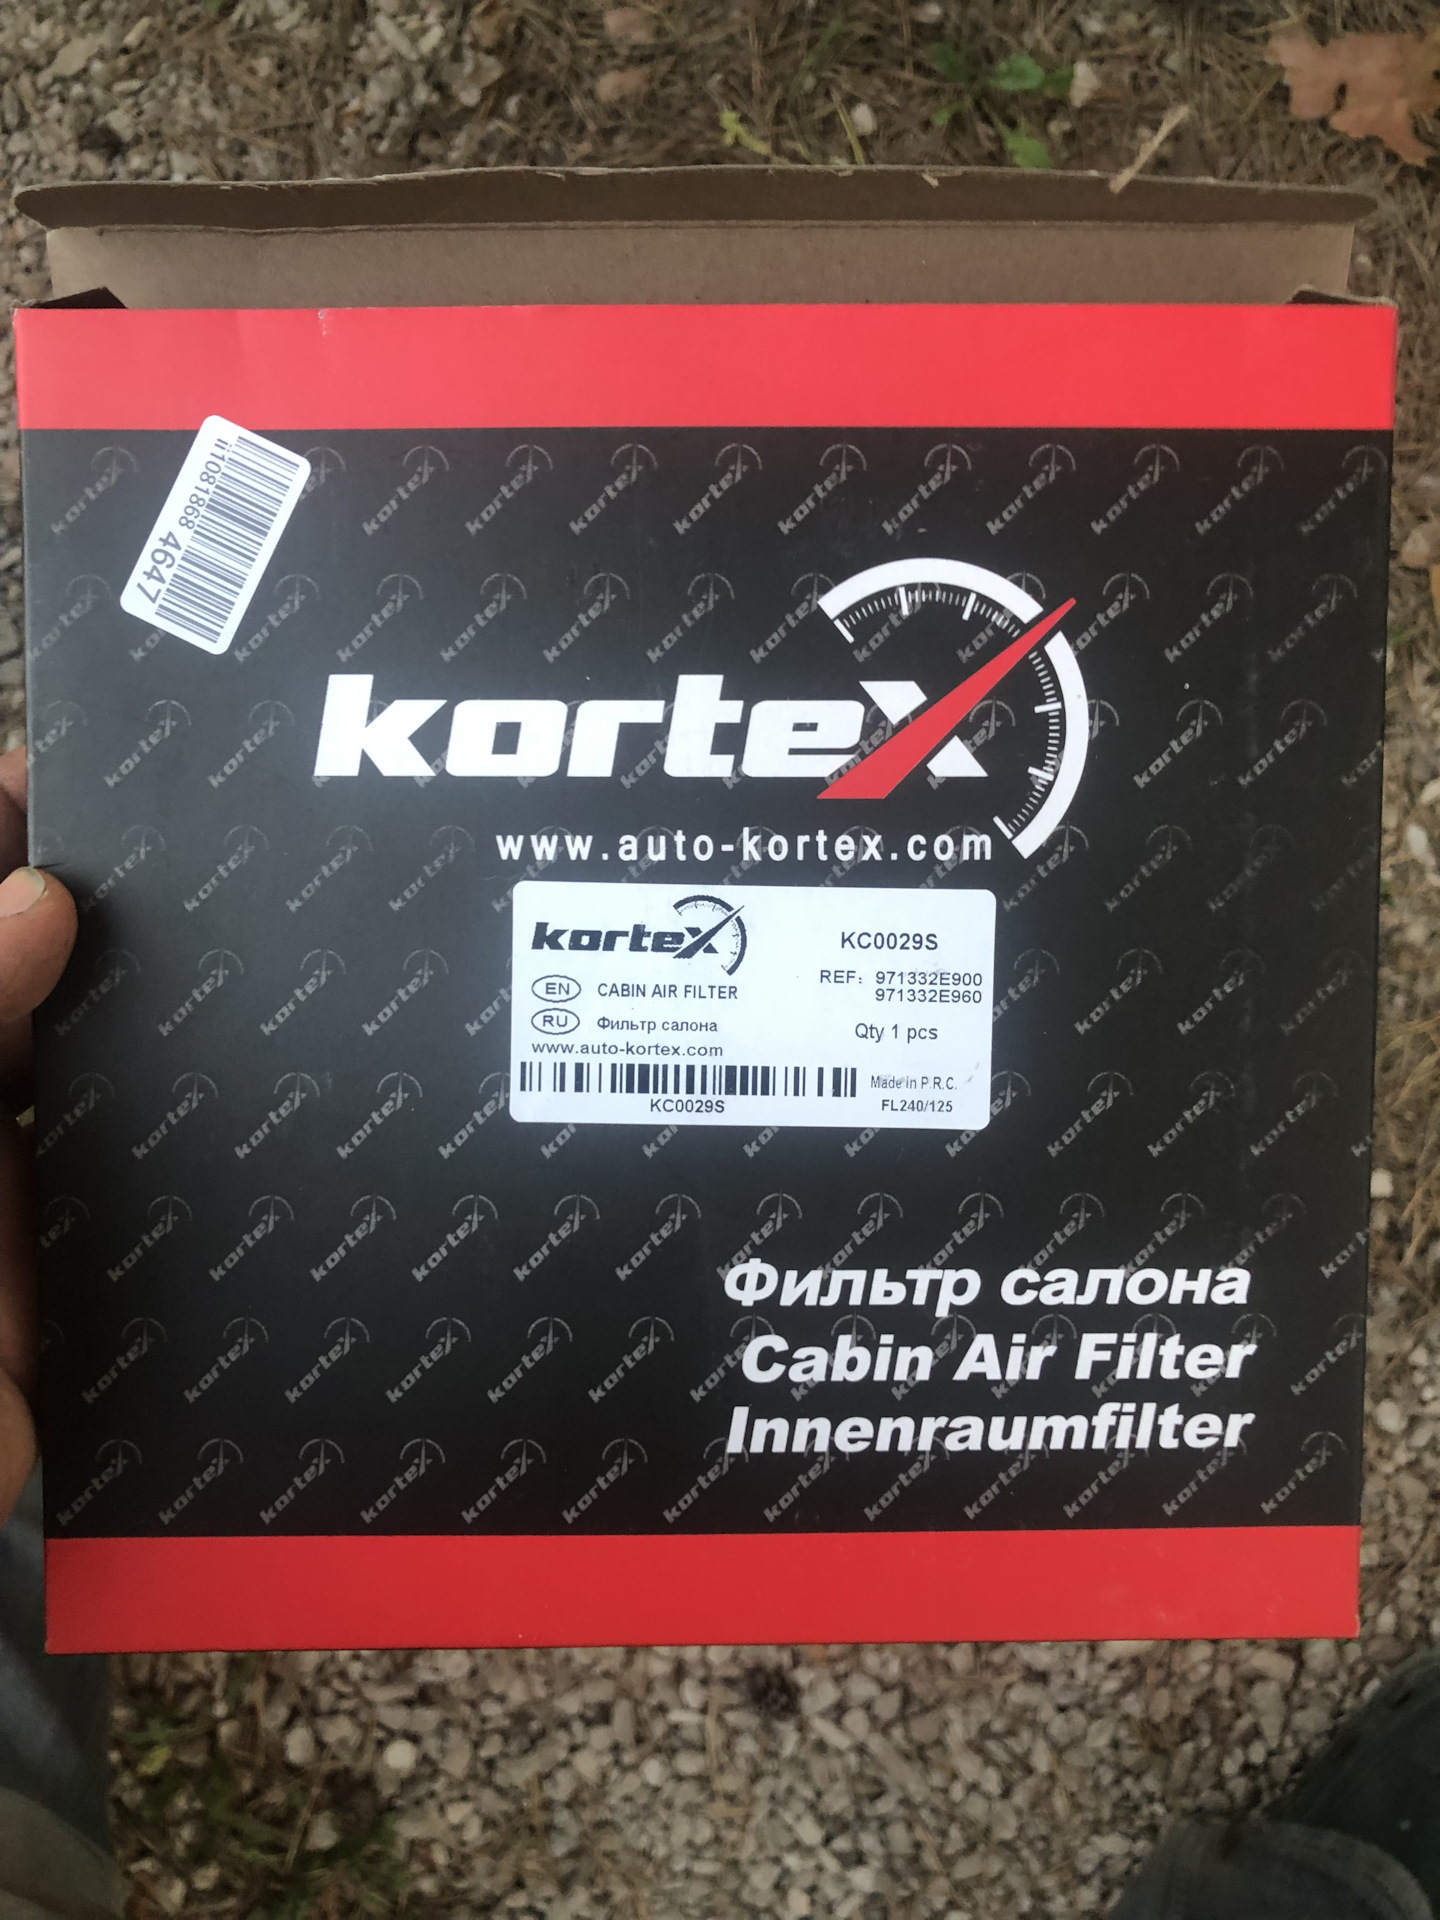 ii1081868 4647
kortex
www.auto-kortex.com
kortex
KC0029S
REF: 971332E900
971332E960
EN CABIN AIR FILTER
RU Фильтр салона
Qty 1 pcs
www.auto-kortex.com
Made in P.R.C.
KC0029S
FL240/125
Фильтр салона
Cabin Air Filter
Innenraumfilter